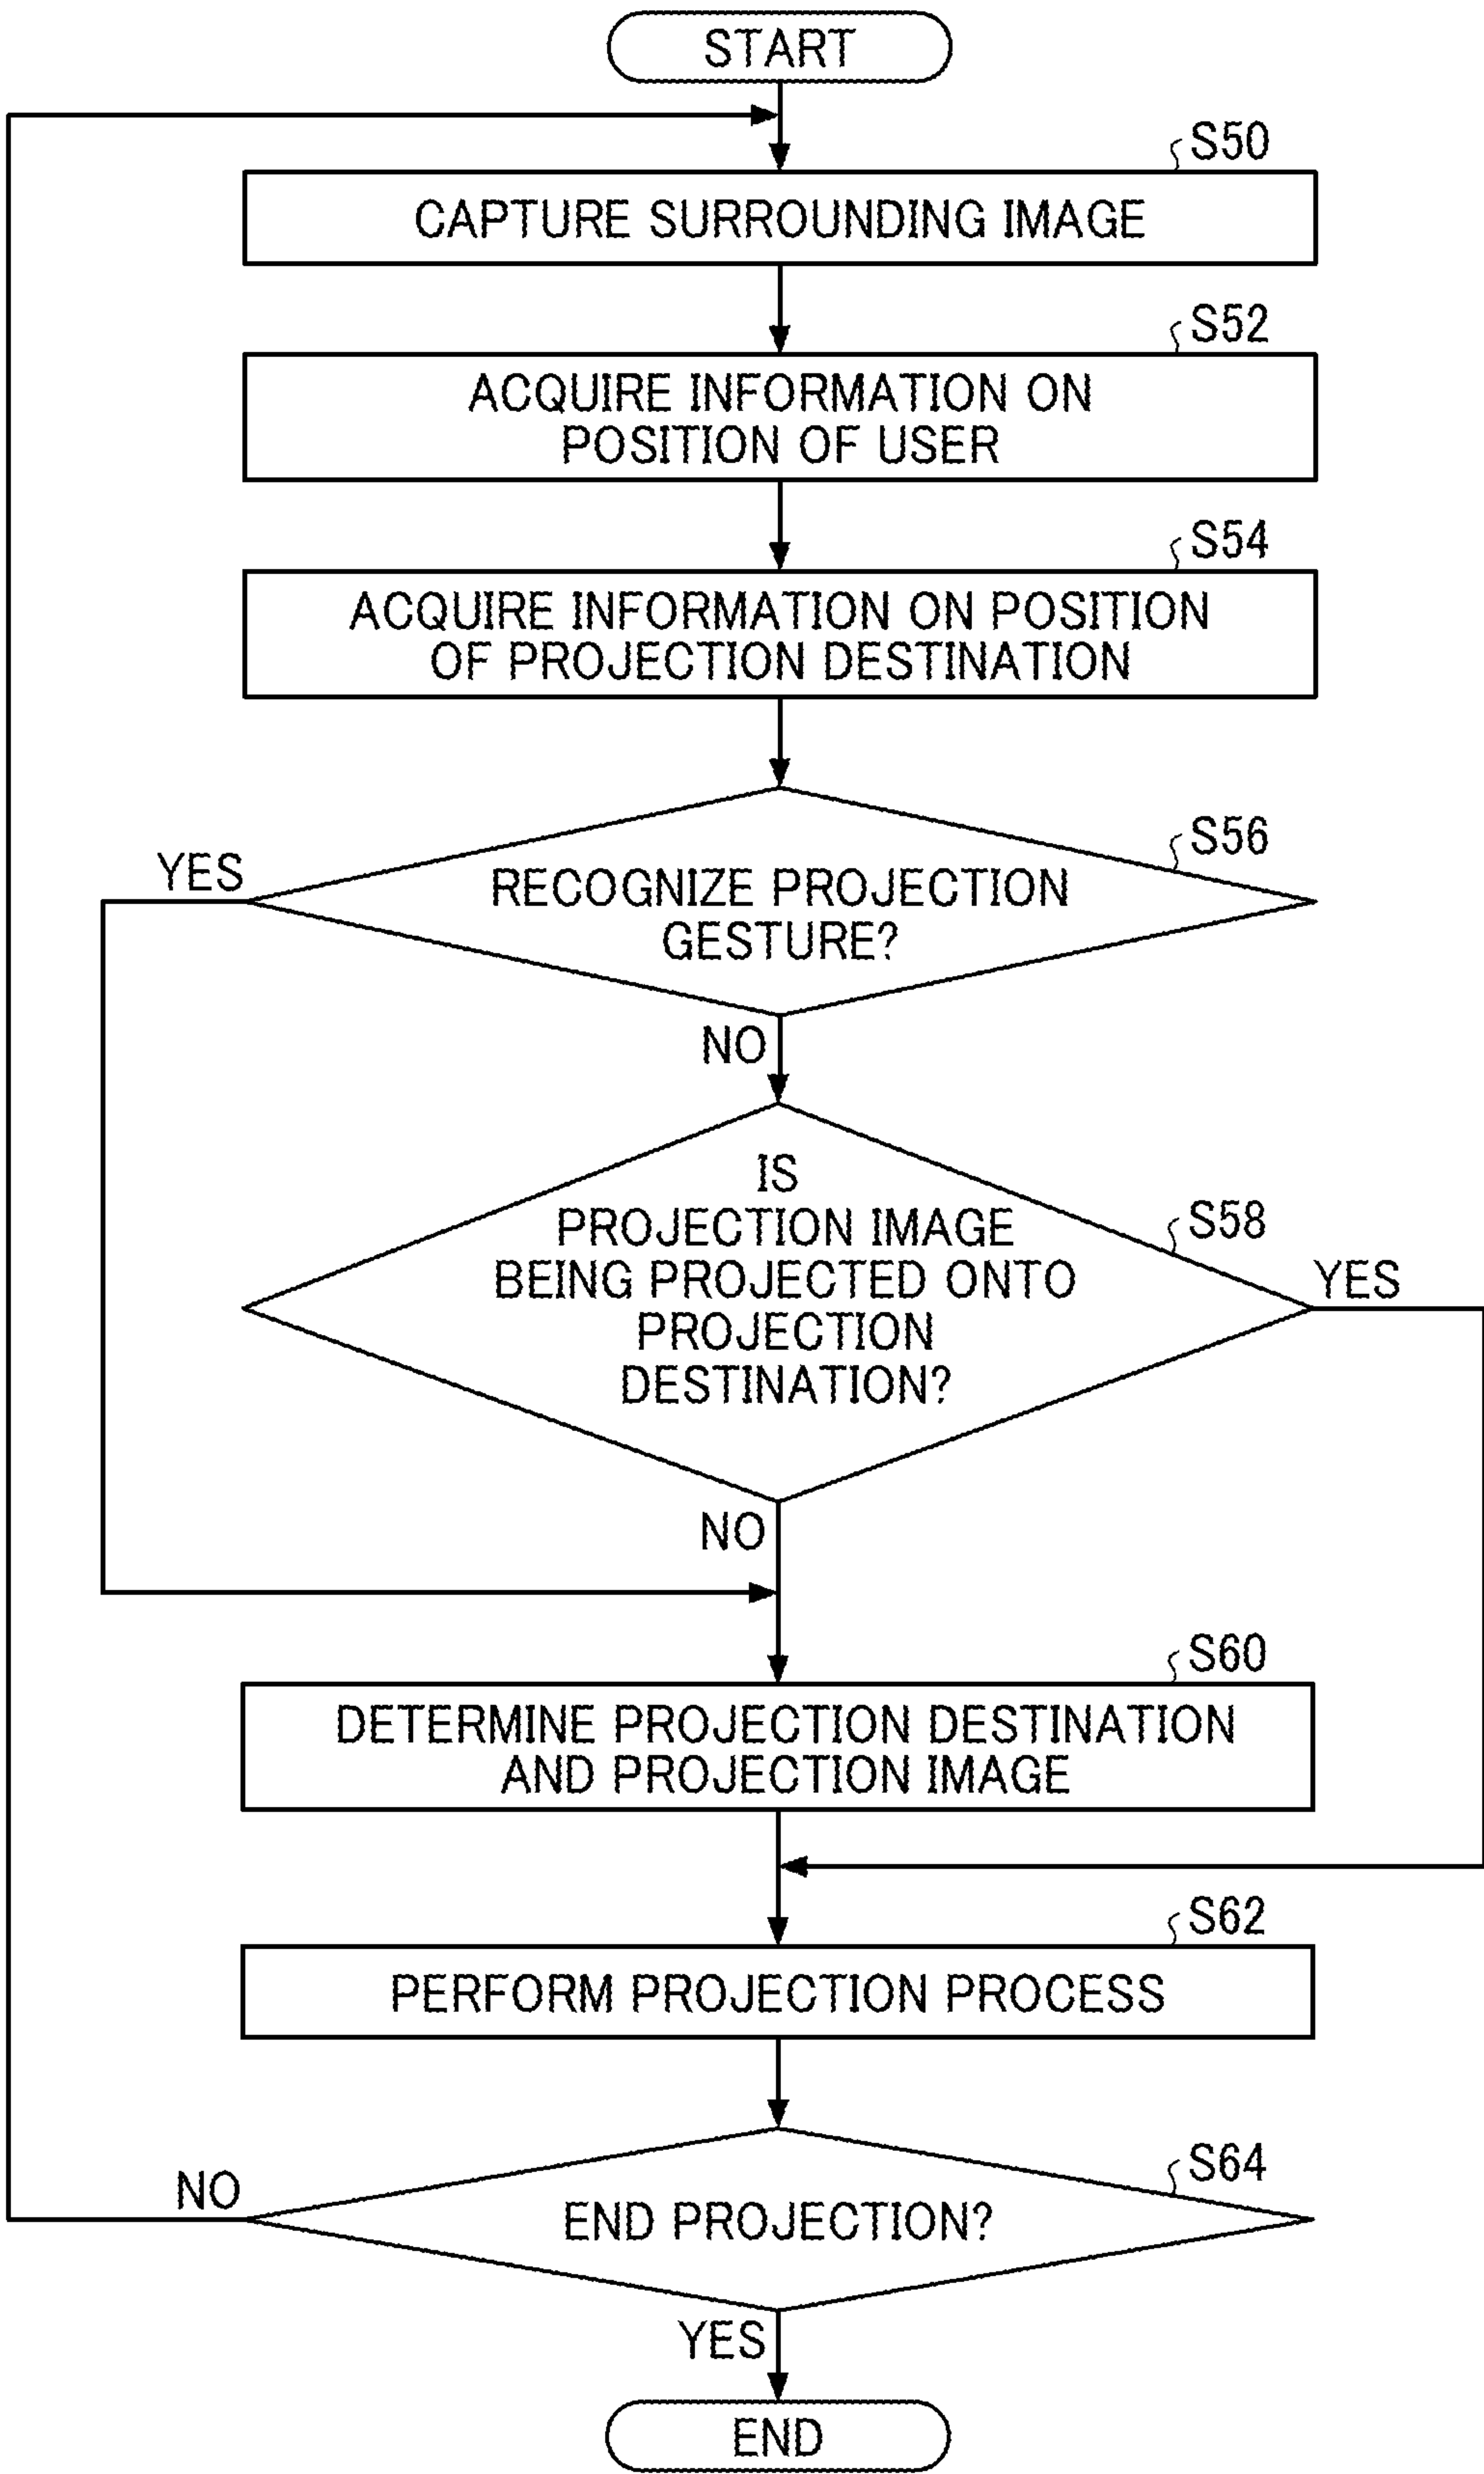 START
S50
CAPTURE SURROUNDING IMAGE
S52
ACQUIRE INFORMATION ON
POSITION OF USER
S54
ACQUIRE INFORMATION ON POSITION
OF PROJECTION DESTINATION
S56
YES
RECOGNIZE PROJECTION
GESTURE?
NO
IS
PROJECTION IMAGE
BEING PROJECTED ONTO
PROJECTION
DESTINATION?
S58
YES
NO
S60
DETERMINE PROJECTION DESTINATION
AND PROJECTION IMAGE
S62
PERFORM PROJECTION PROCESS
S64
NO
END PROJECTION?
YES
END